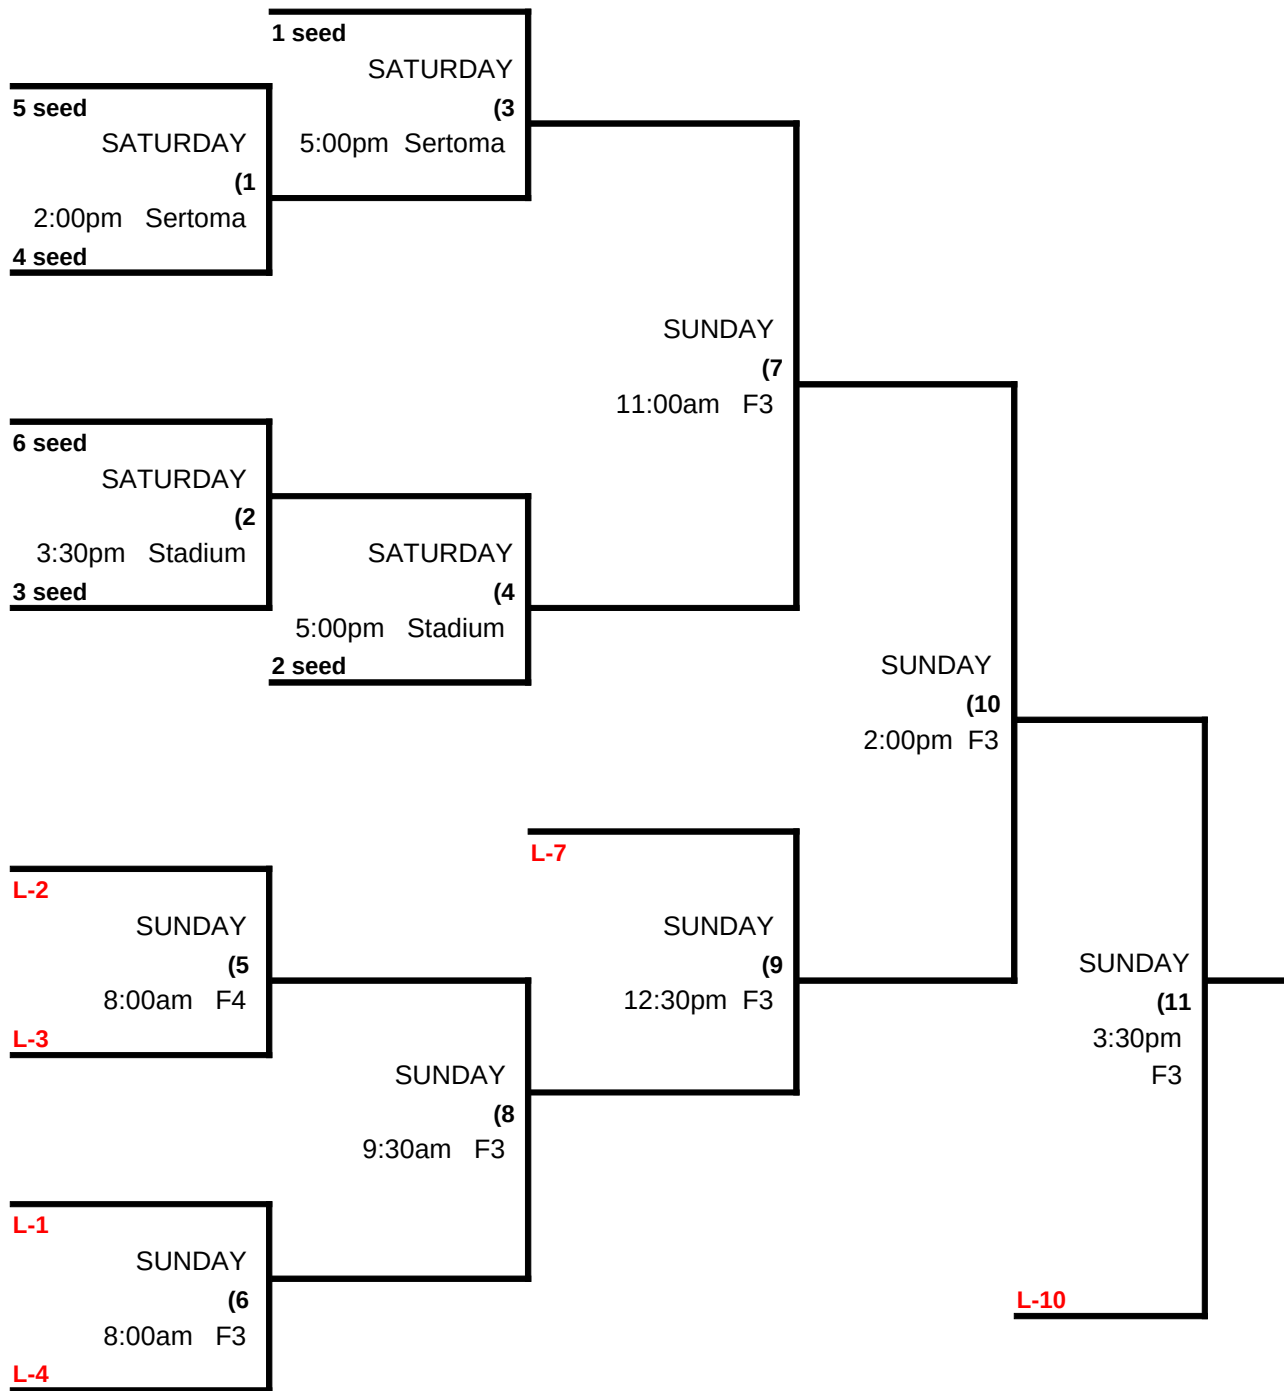 1 seed
SATURDAY
(3
5:00pm Sertoma
5 seed
SATURDAY
(1
2:00pm Sertoma
4 seed
SUNDAY
(7
11:00am F3
6 seed
SATURDAY
(2
3:30pm Stadium
3 seed
SATURDAY
(4
5:00pm Stadium
2 seed
SUNDAY
(10
2:00pm F3
L-7
L-2
SUNDAY
(5
8:00am F4
L-3
SUNDAY
(9
12:30pm F3
SUNDAY
(11
3:30pm
F3
SUNDAY
(8
9:30am F3
L-1
SUNDAY
(6
8:00am F3
L-4
L-10